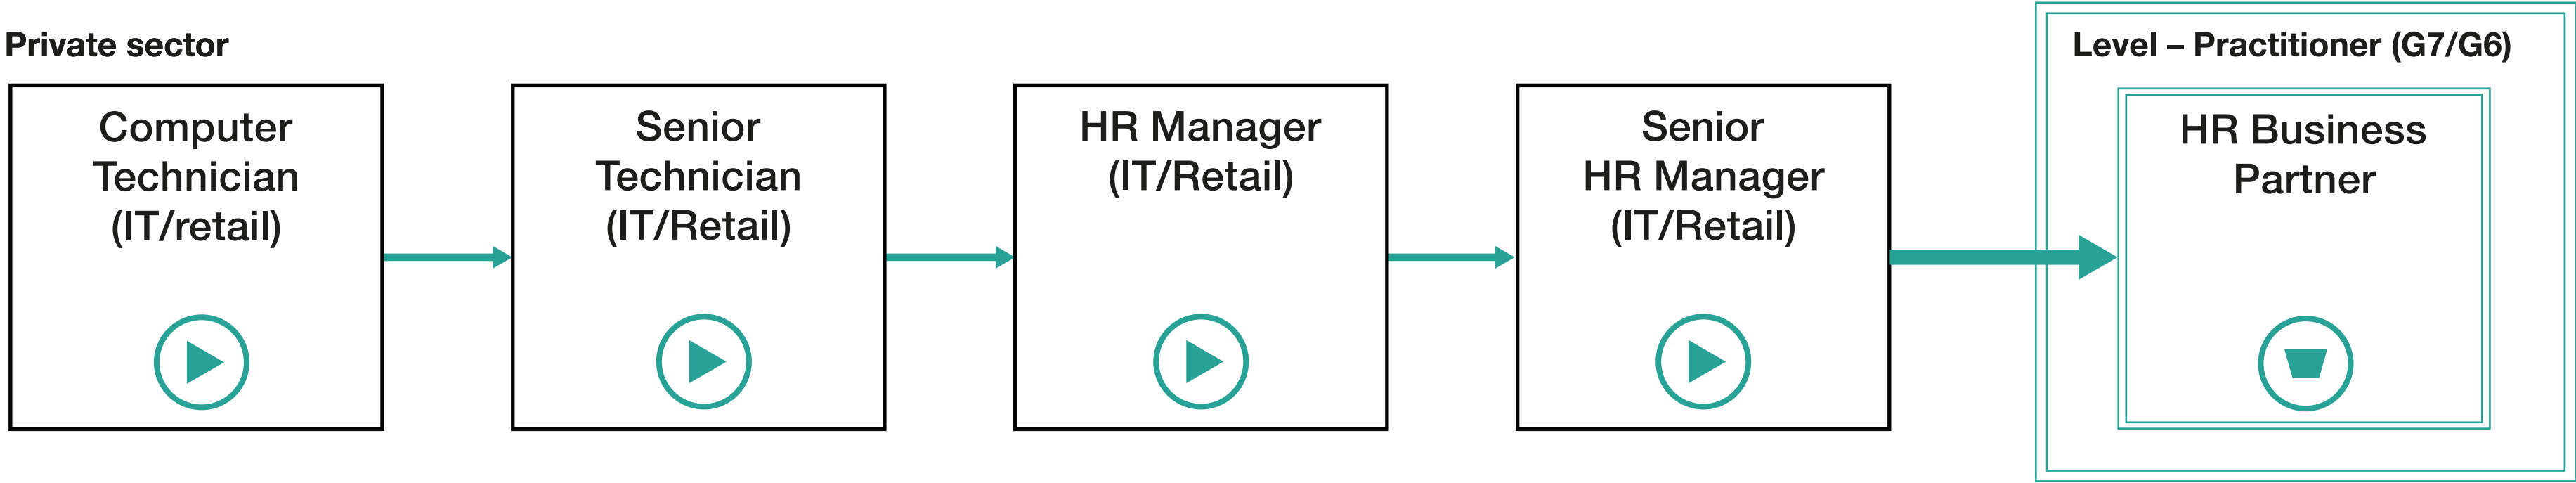 Private sector
Level – Practitioner (G7/G6)
Computer
Technician
(IT/retail)
Senior
Technician
(IT/Retail)
HR Manager
(IT/Retail)
Senior
HR Manager
(IT/Retail)
HR Business
Partner